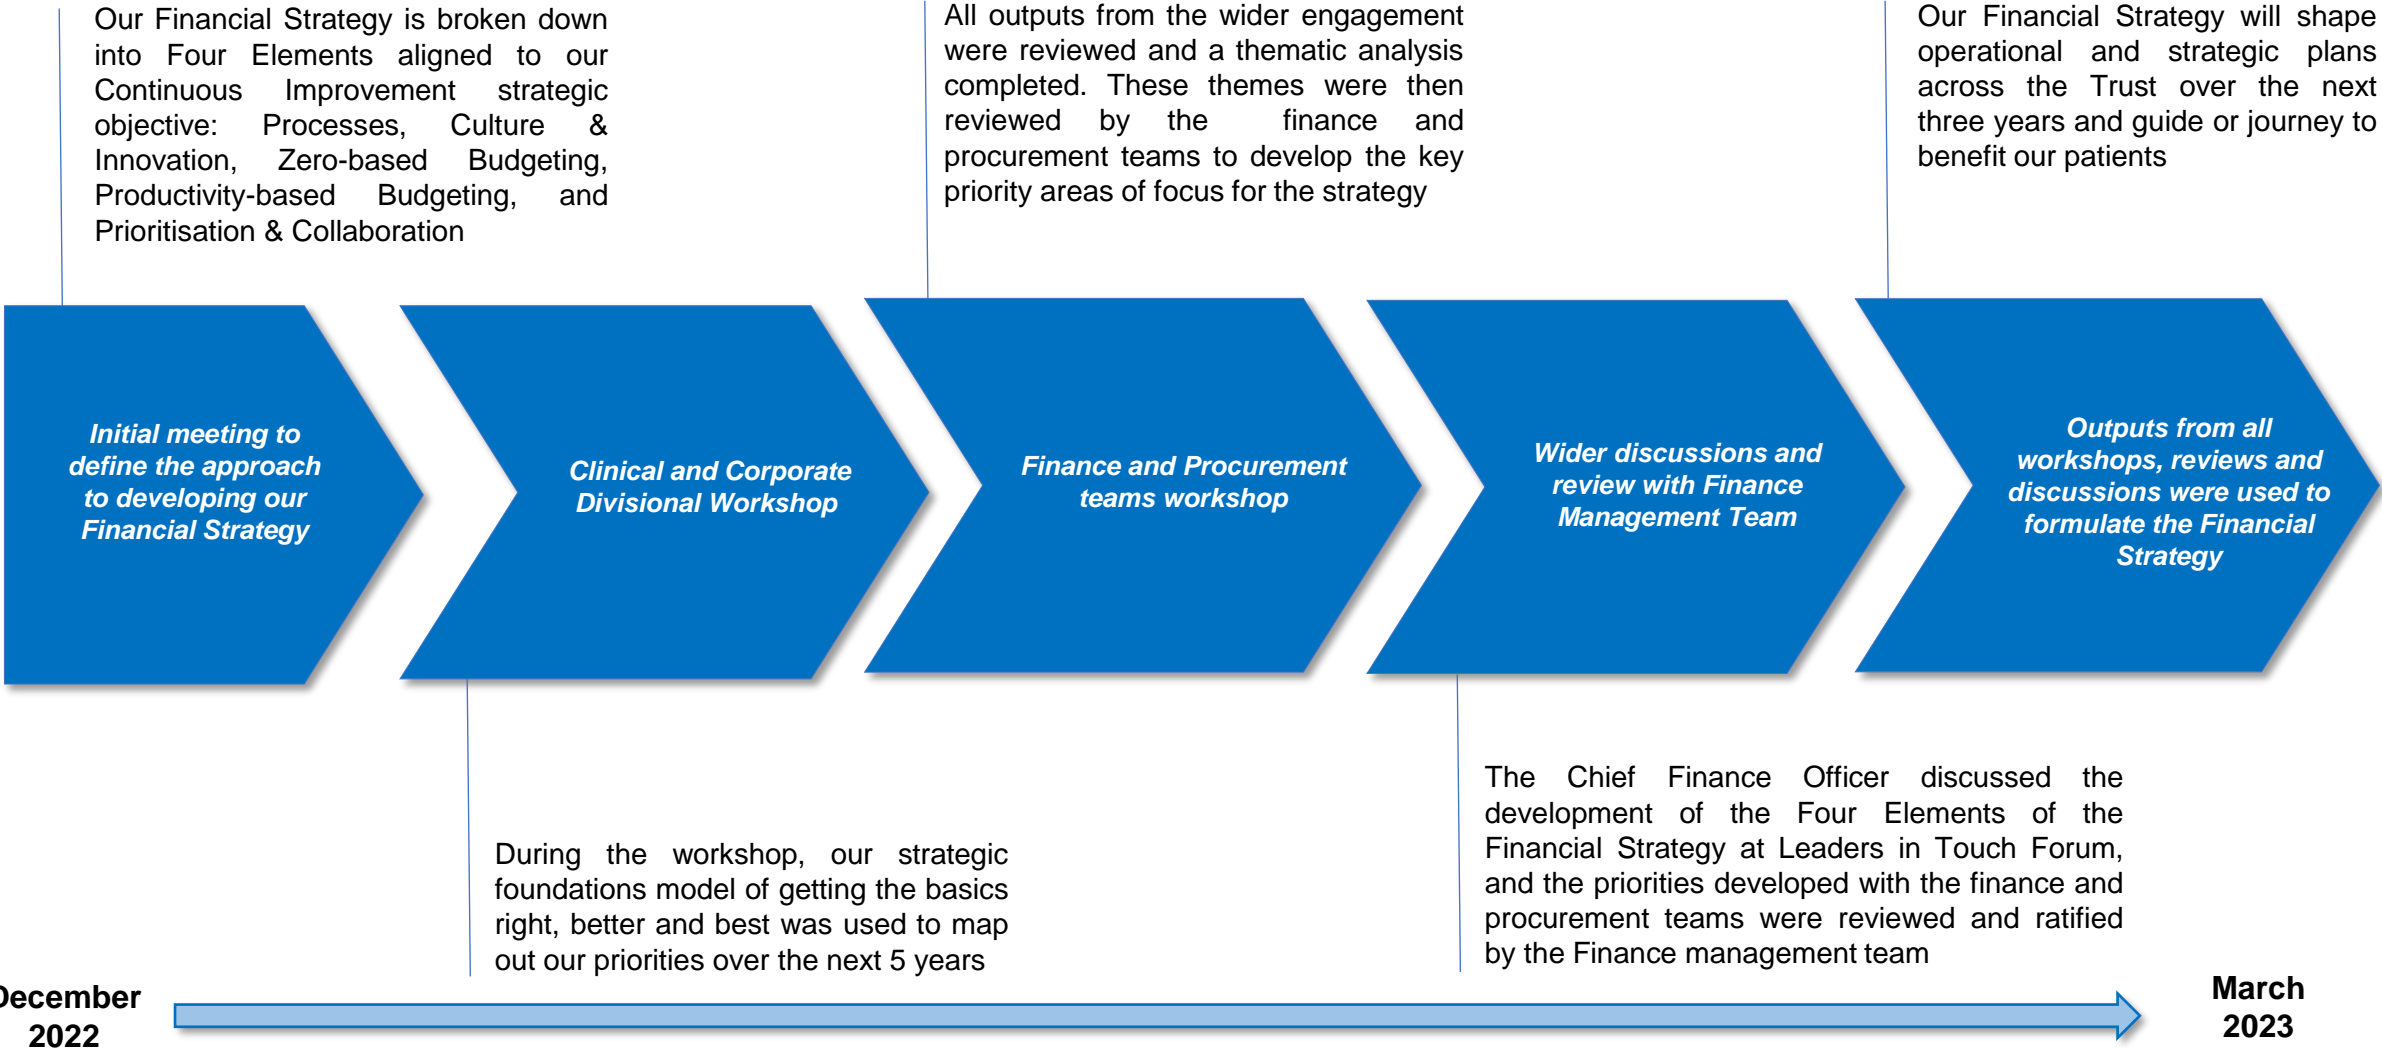 Our Financial Strategy is broken down
into Four Elements aligned to our
Continuous Improvement strategic
objective: Processes, Culture &
Innovation, Zero-based Budgeting,
Productivity-based Budgeting, and
Prioritisation & Collaboration
All outputs from the wider engagement
were reviewed and a thematic analysis
completed. These themes were then
reviewed by the finance and
procurement teams to develop the key
priority areas of focus for the strategy
Our Financial Strategy will shape
operational and strategic plans
across the Trust over the next
three years and guide or journey to
benefit our patients
Initial meeting to
define the approach
to developing our
Financial Strategy
Clinical and Corporate
Divisional Workshop
Finance and Procurement
teams workshop
Wider discussions and
review with Finance
Management Team
Outputs from all
workshops, reviews and
discussions were used to
formulate the Financial
Strategy
During the workshop, our strategic
foundations model of getting the basics
right, better and best was used to map
out our priorities over the next 5 years
The Chief Finance Officer discussed the
development of the Four Elements of the
Financial Strategy at Leaders in Touch Forum,
and the priorities developed with the finance and
procurement teams were reviewed and ratified
by the Finance management team
December
2022
March
2023